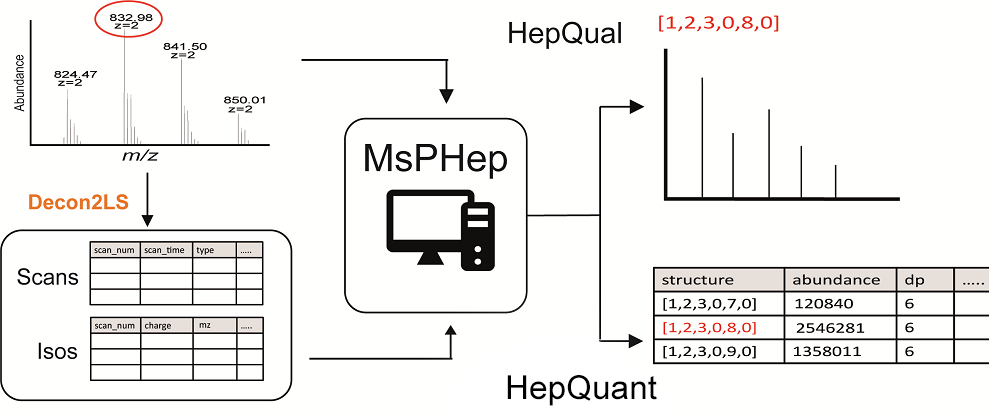 832.98
z=2
841.50
z=2
824.47
z=2
850.01
z=2
Abundance
m/z
Decon2LS
Scans
scan_num scan_time type .....
Isos
scan_num charge mz .....
MsPHep
HepQual
[1,2,3,0,8,0]
structure abundance dp .....
[1,2,3,0,7,0] 120840 6
[1,2,3,0,8,0] 2546281 6
[1,2,3,0,9,0] 1358011 6
HepQuant